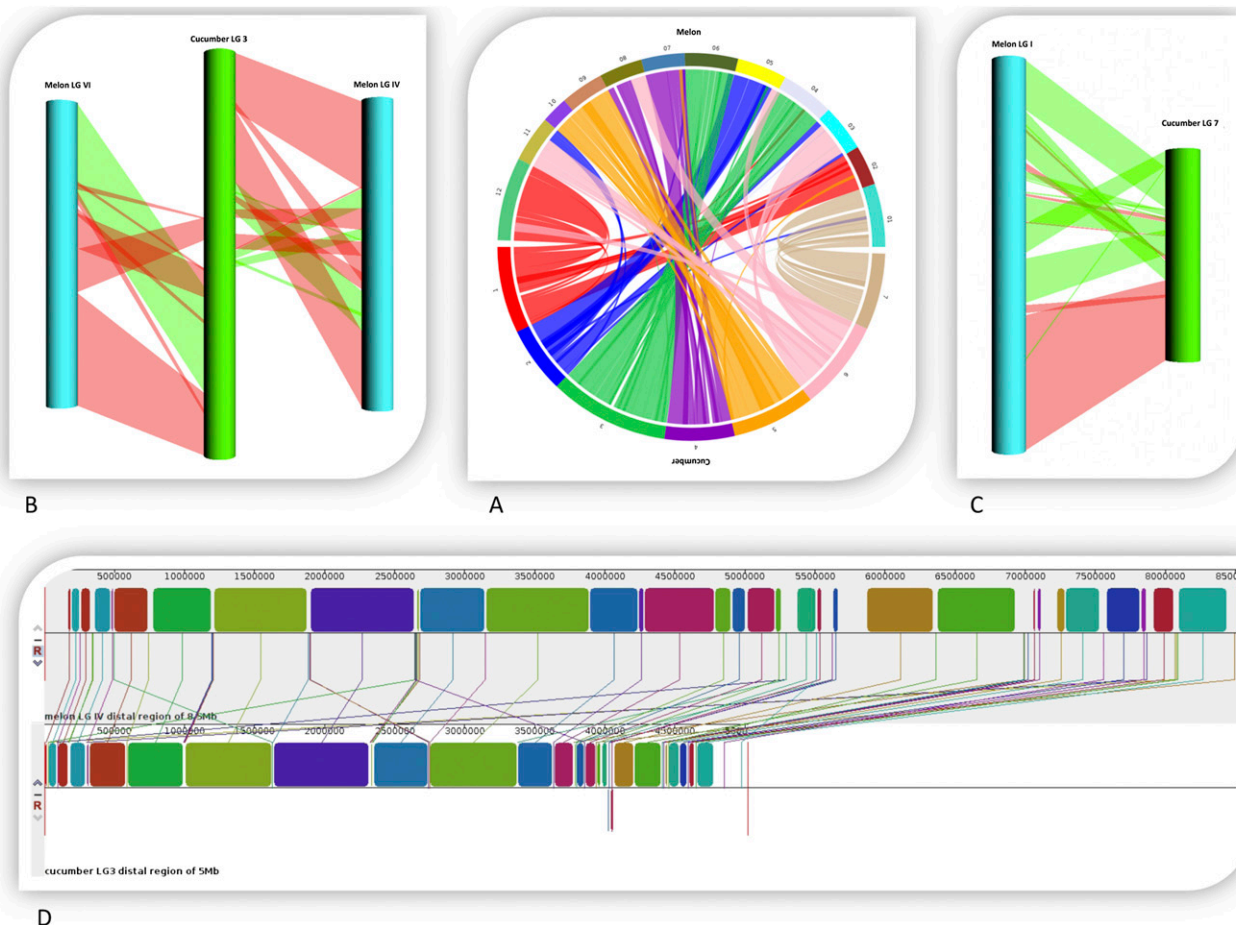 Cucumber LG 3
Melon LG VI
Melon LG IV
B
Melon
07
06
08
05
09
04
10
03
11
02
12
01
1
7
2
6
3
5
4
Cucumber
A
Melon LG I
Cucumber LG 7
C
500000 1000000 1500000 2000000 2500000 3000000 3500000 4000000 4500000 5000000 5500000 6000000 6500000 7000000 7500000 8000000 8500
R
melon LG IV distal region of 8.5Mb
500000 1000000 1500000 2000000 2500000 3000000 3500000 4000000 4500000
R
cucumber LG3 distal region of 5Mb
D